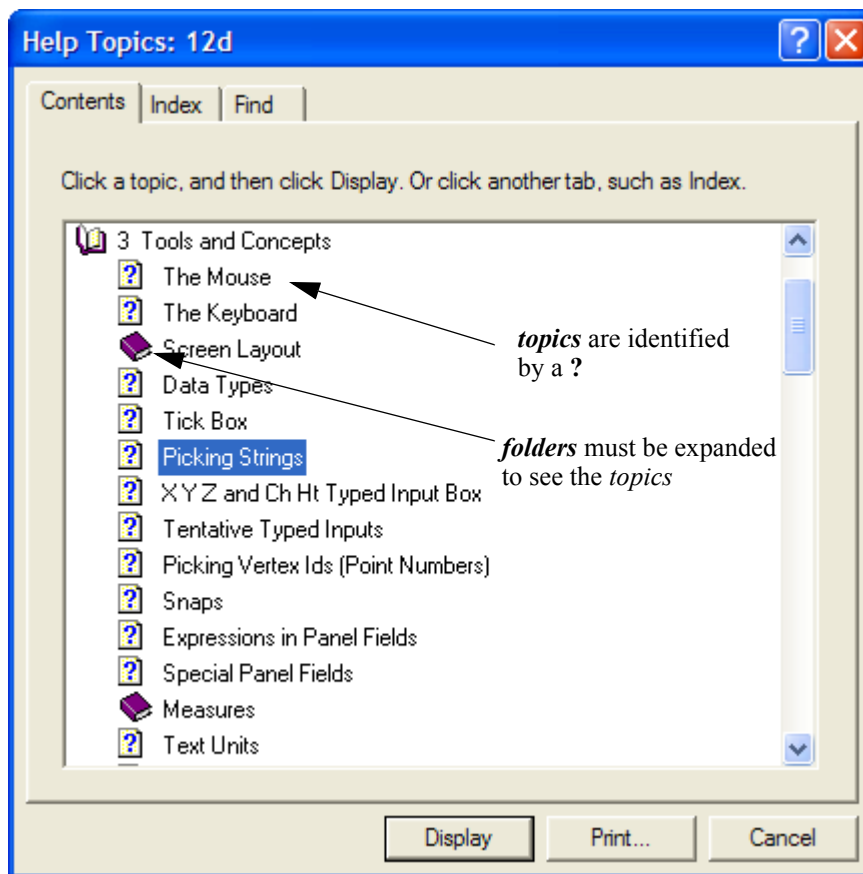 Help Topics: 12d
Contents Index Find
Click a topic, and then click Display. Or click another tab, such as Index.
3 Tools and Concepts
? The Mouse
? The Keyboard
Screen Layout
? Data Types
? Tick Box
? Picking Strings
? X Y Z and Ch Ht Typed Input Box
? Tentative Typed Inputs
? Picking Vertex Ids (Point Numbers)
? Snaps
? Expressions in Panel Fields
? Special Panel Fields
Measures
? Text Units
topics are identified
by a ?
folders must be expanded
to see the topics
Display Print... Cancel